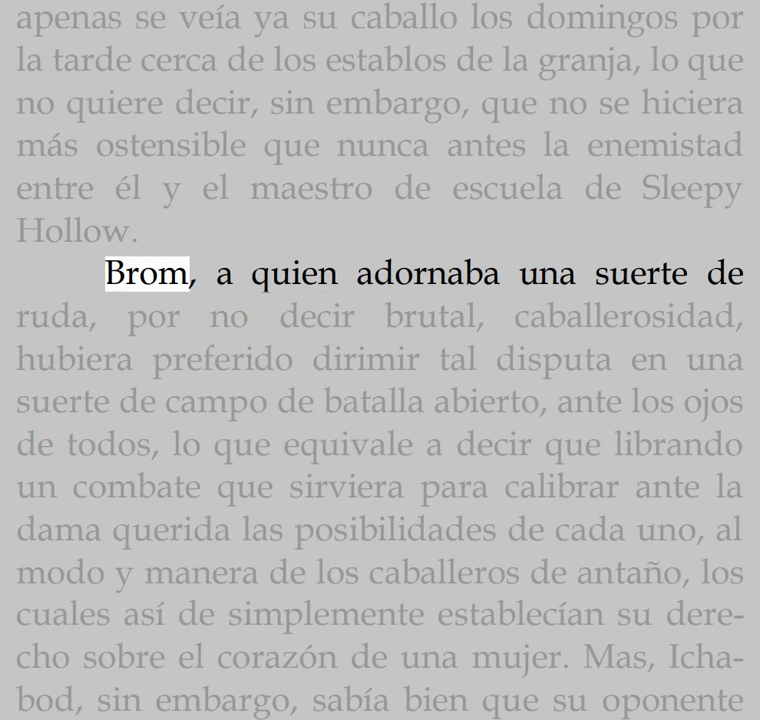 apenas se veía ya su caballo los domingos por
la tarde cerca de los establos de la granja, lo que
no quiere decir, sin embargo, que no se hiciera
más ostensible que nunca antes la enemistad
entre él y el maestro de escuela de Sleepy
Hollow.
Brom, a quien adornaba una suerte de
ruda, por no decir brutal, caballerosidad,
hubiera preferido dirimir tal disputa en una
suerte de campo de batalla abierto, ante los ojos
de todos, lo que equivale a decir que librando
un combate que sirviera para calibrar ante la
dama querida las posibilidades de cada uno, al
modo y manera de los caballeros de antaño, los
cuales así de simplemente establecían su dere-
cho sobre el corazón de una mujer. Mas, Icha-
bod, sin embargo, sabía bien que su oponente